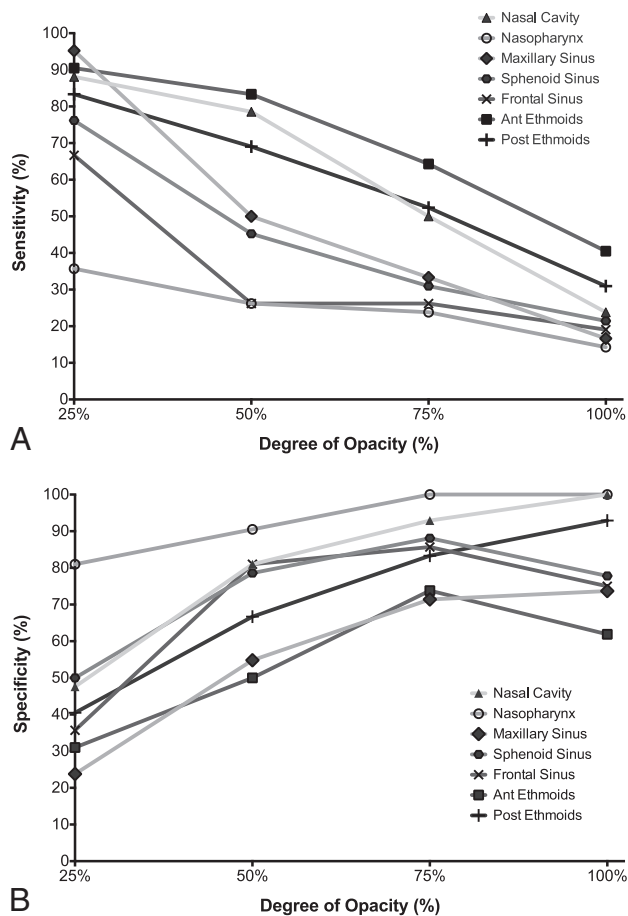 Nasal Cavity
Nasopharynx
Maxillary Sinus
Sphenoid Sinus
Frontal Sinus
Ant Ethmoids
Post Ethmoids
100
90
80
70
60
50
40
30
20
10
0
Sensitivity (%)
25%
50%
75%
100%
Degree of Opacity (%)
A
100
90
80
70
60
50
40
30
20
10
0
Specificity (%)
Nasal Cavity
Nasopharynx
Maxillary Sinus
Sphenoid Sinus
Frontal Sinus
Ant Ethmoids
Post Ethmoids
25%
50%
75%
100%
Degree of Opacity (%)
B